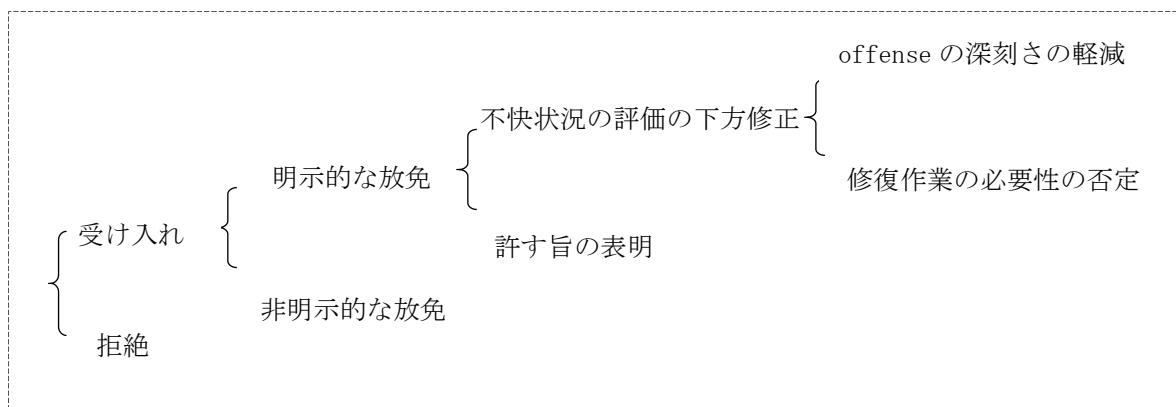 offense の深刻さの軽減
不快状況の評価の下方修正
明示的な放免
修復作業の必要性の否定
受け入れ
許す旨の表明
非明示的な放免
拒絶